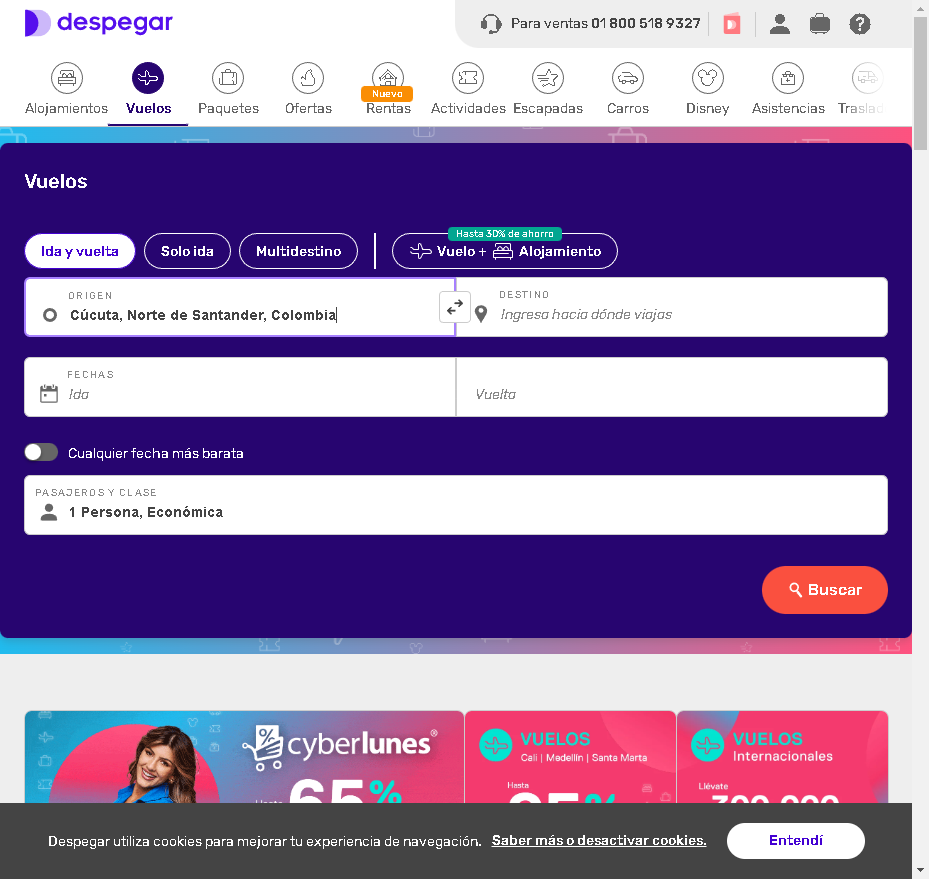 despegar
Para ventas 01 800 518 9327
Alojamientos
Vuelos
Paquetes
Ofertas
Nuevo
Rentas
Actividades
Escapadas
Carros
Disney
Asistencias
Vuelos
Ida y vuelta
Solo ida
Multidestino
Hasta 30% de ahorro
Vuelo + Alojamiento
ORIGEN
Cúcuta, Norte de Santander, Colombia
DESTINO
Ingresa hacia dónde viajas
FECHAS
Ida
Vuelta
Cualquier fecha más barata
PASAJEROS Y CLASE
1 Persona, Económica
Buscar
cyberlunes®
Hasta 65%
VUELOS
Cali | Medellín | Santa Marta
Hasta
VUELOS
Internacionales
Llévate
Despegar utiliza cookies para mejorar tu experiencia de navegación. Saber más o desactivar cookies.
Entendí